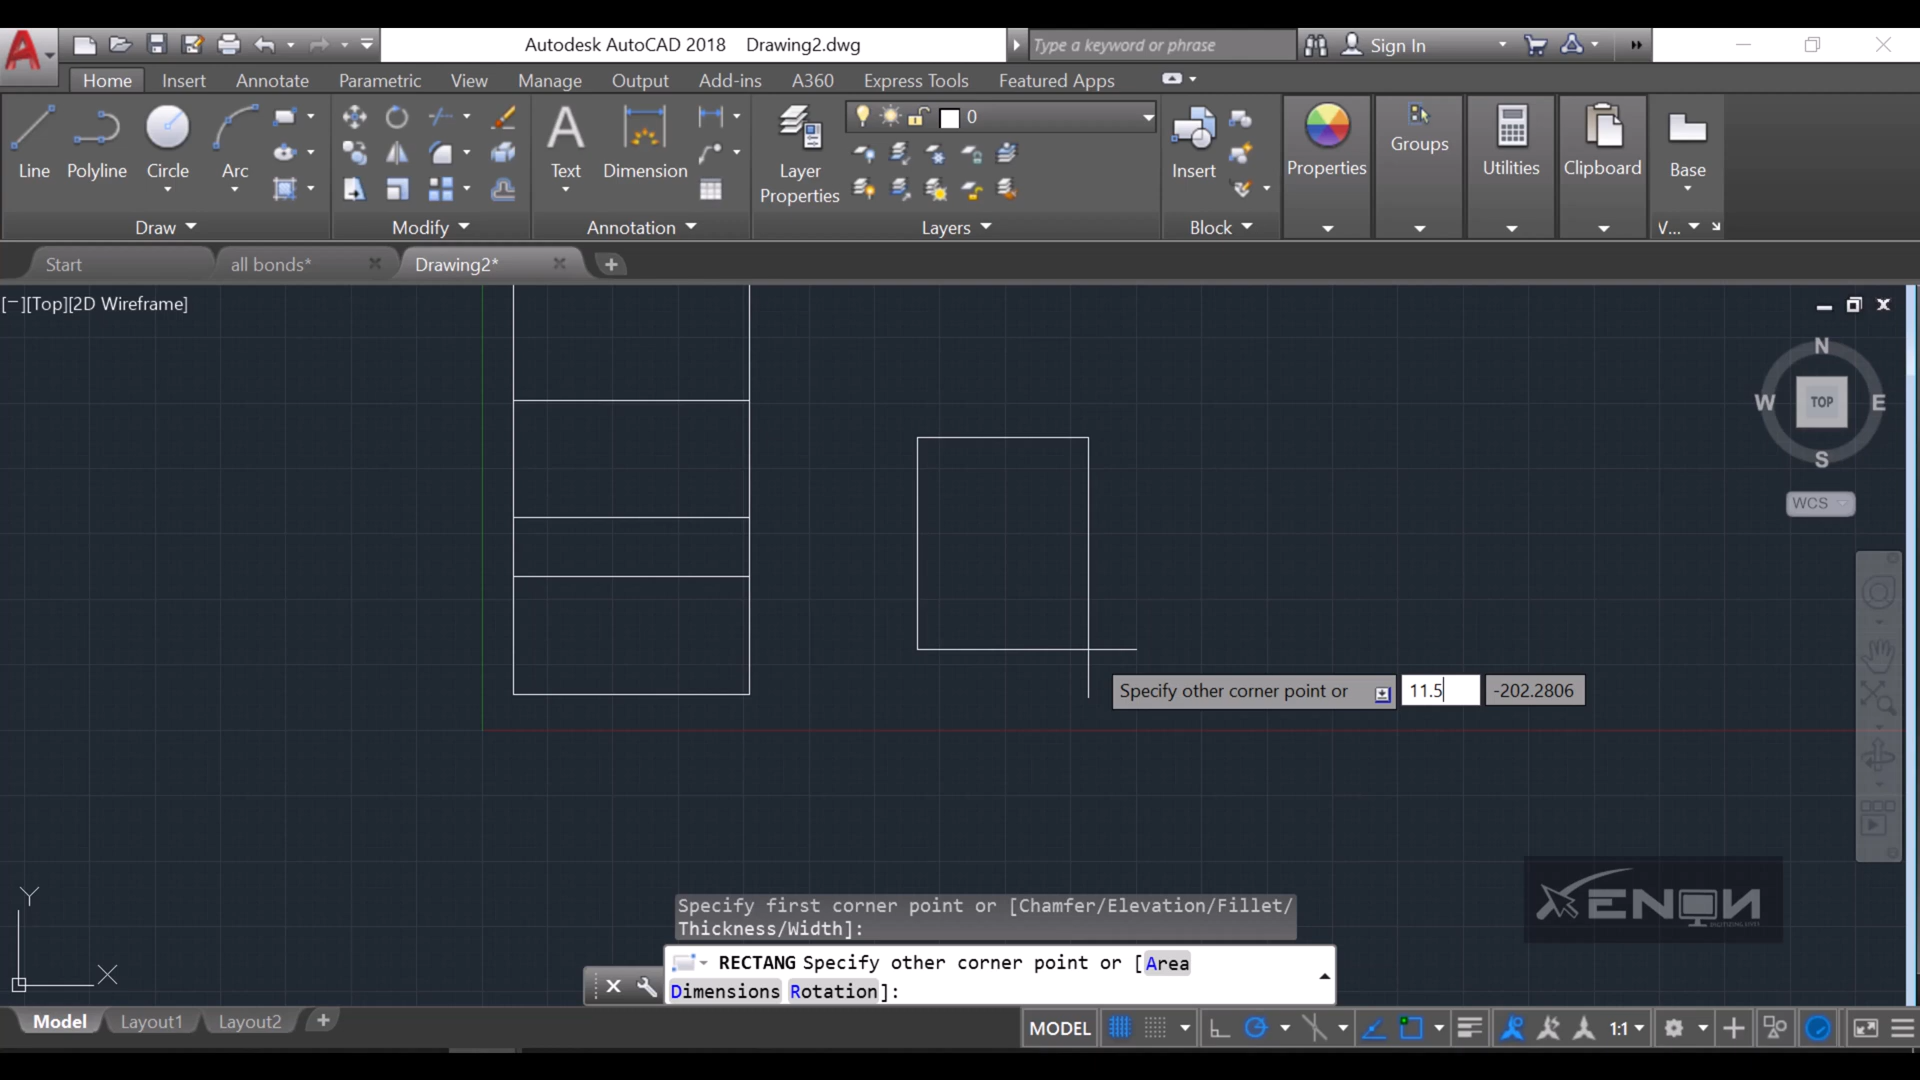 Autodesk AutoCAD 2018 Drawing2.dwg
Type a keyword or phrase
Sign In
Home Insert Annotate Parametric View Manage Output Add-ins A360 Express Tools Featured Apps
Line Polyline Circle Arc
Text Dimension
Layer
Properties
0
Insert
Properties
Groups
Utilities
Clipboard
Base
Draw
Modify
Annotation
Layers
Block
V...
Start
all bonds*
Drawing2*
[−][Top][2D Wireframe]
N
W
TOP
E
S
WCS
Specify other corner point or 11.5 -202.2806
XENON
Y
X
Specify first corner point or [Chamfer/Elevation/Fillet/
Thickness/Width]:
RECTANG Specify other corner point or [Area
Dimensions Rotation]:
Model Layout1 Layout2
MODEL
1:1